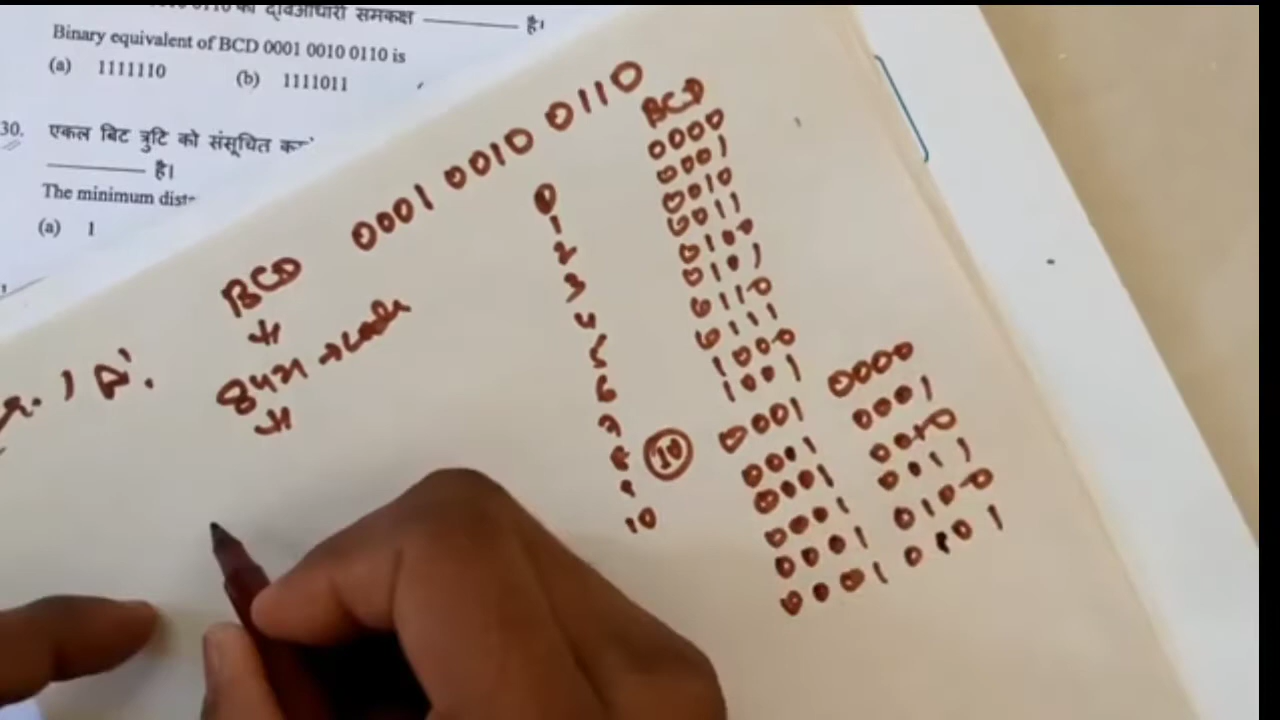 0110 का द्विआधारी समकक्ष ________ है।
Binary equivalent of BCD 0001 0010 0110 is
(a) 1111110 (b) 1111011
30. एकल बिट त्रुटि को संसूचित
________ है।
The minimum
(a) 1
BCD 0001 0010 0110
8421 → code
BCD
0 0000
1 0001
2 0010
3 0011
4 0100
5 0101
6 0110
7 0111
8 1000
9 1001
10 (10) 0001 0000
0001 0001
0001 0010
0001 0011
0001 0100
0001 0101